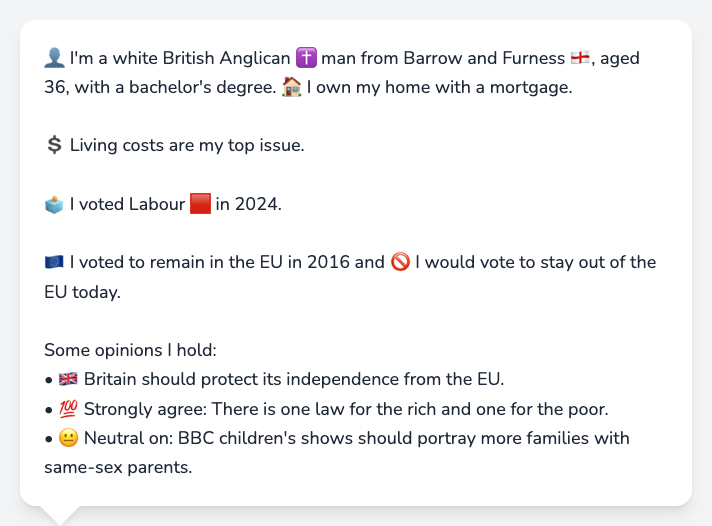 👤 I'm a white British Anglican ✝️ man from Barrow and Furness 🏴󠁧󠁢󠁥󠁮󠁧󠁿, aged
36, with a bachelor's degree. 🏠 I own my home with a mortgage.
💲 Living costs are my top issue.
🗳️ I voted Labour 🟥 in 2024.
🇪🇺 I voted to remain in the EU in 2016 and 🚫 I would vote to stay out of the
EU today.
Some opinions I hold:
• 🇬🇧 Britain should protect its independence from the EU.
• 💯 Strongly agree: There is one law for the rich and one for the poor.
• 😐 Neutral on: BBC children's shows should portray more families with
same-sex parents.